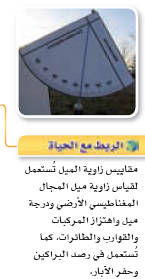 الربط مع الحياة
مقاييس زاوية الميل تُستعمل
لقياس زاوية ميل المجال
المغناطيسي الأرضي ودرجة
ميل واهتزاز المركبات
والقوارب والطائرات. كما
تُستعمل في رصد البراكين
وحفر الآبار.